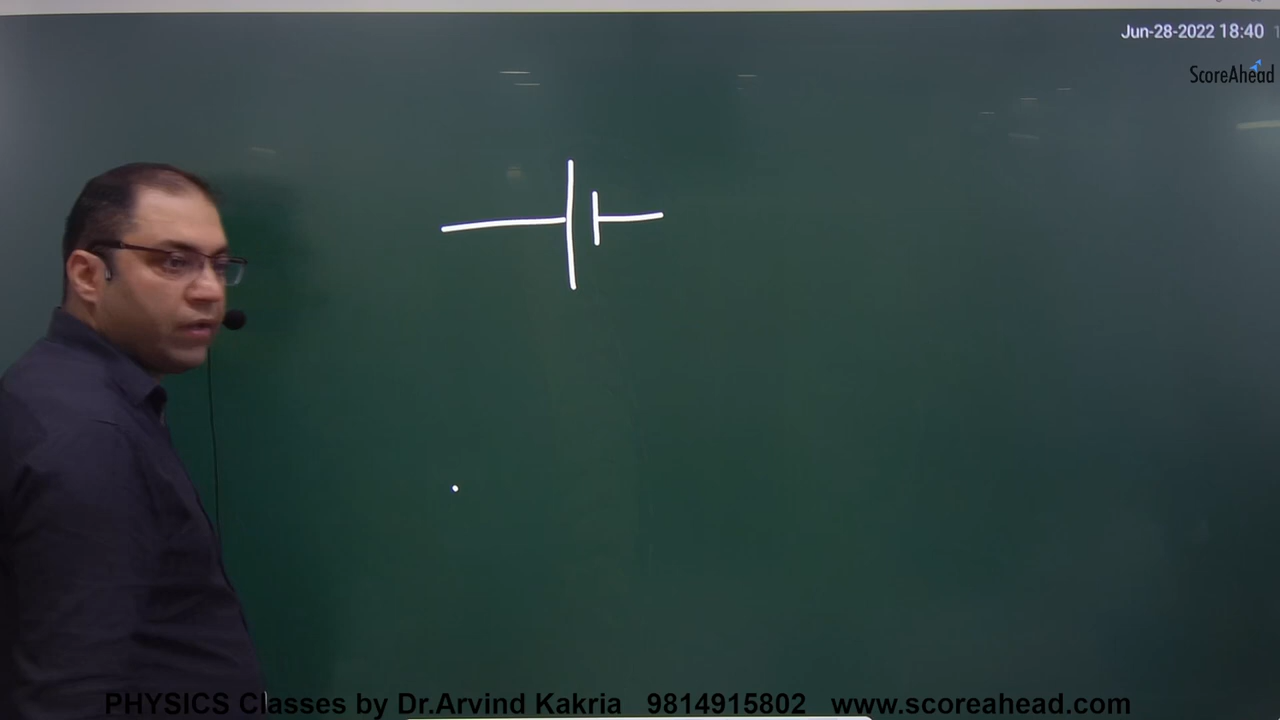 Jun-28-2022 18:40
ScoreAhead
PHYSICS Classes by Dr.Arvind Kakria 9814915802 www.scoreahead.com